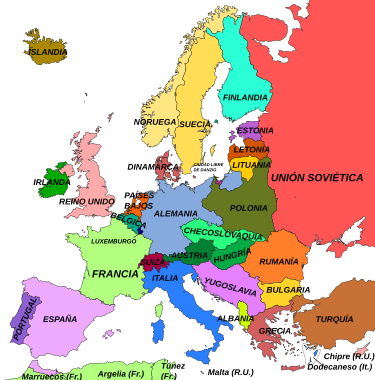 ISLANDIA
FINLANDIA
NORUEGA
SUECIA
ESTONIA
LETONÍA
DINAMARCA
CIUDAD LIBRE
DE DANZIG
LITUANIA
UNIÓN SOVIÉTICA
IRLANDA
REINO UNIDO
PAÍSES
BAJOS
POLONIA
ALEMANIA
BÉLGICA
CHECOSLOVAQUIA
LUXEMBURGO
AUSTRIA
HUNGRÍA
SUIZA
RUMANÍA
FRANCIA
ITALIA
YUGOSLAVIA
BULGARIA
PORTUGAL
ESPAÑA
ALBANIA
TURQUÍA
GRECIA
Chipre (R.U.)
Dodecaneso (It.)
Túnez
(Fr.)
Marruecos (Fr.)
Argelia (Fr.)
Malta (R.U.)